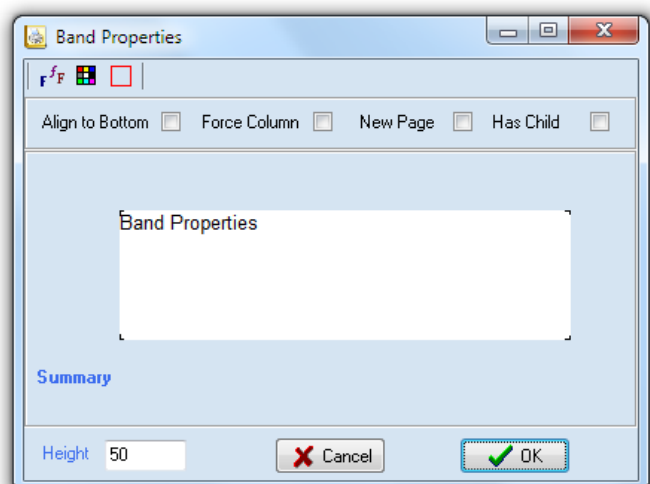 Band Properties
F f F
Align to Bottom Force Column New Page Has Child
Band Properties
Summary
Height 50 Cancel OK